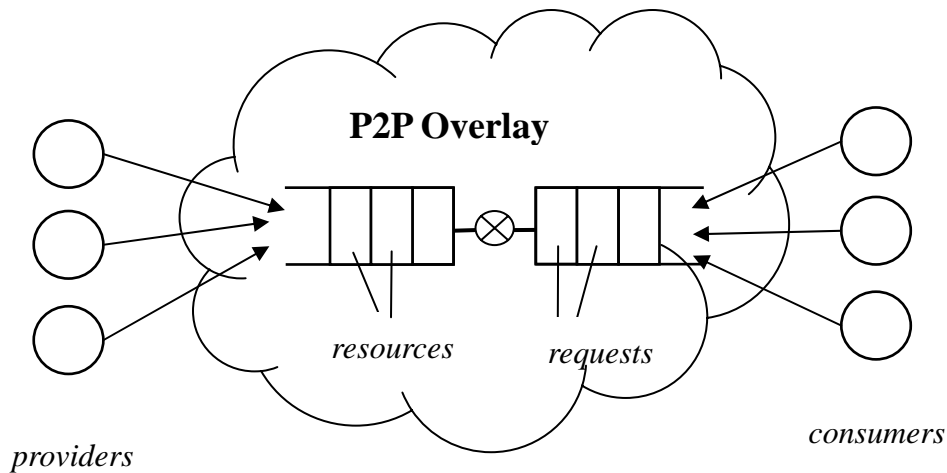 P2P Overlay
resources
requests
providers
consumers